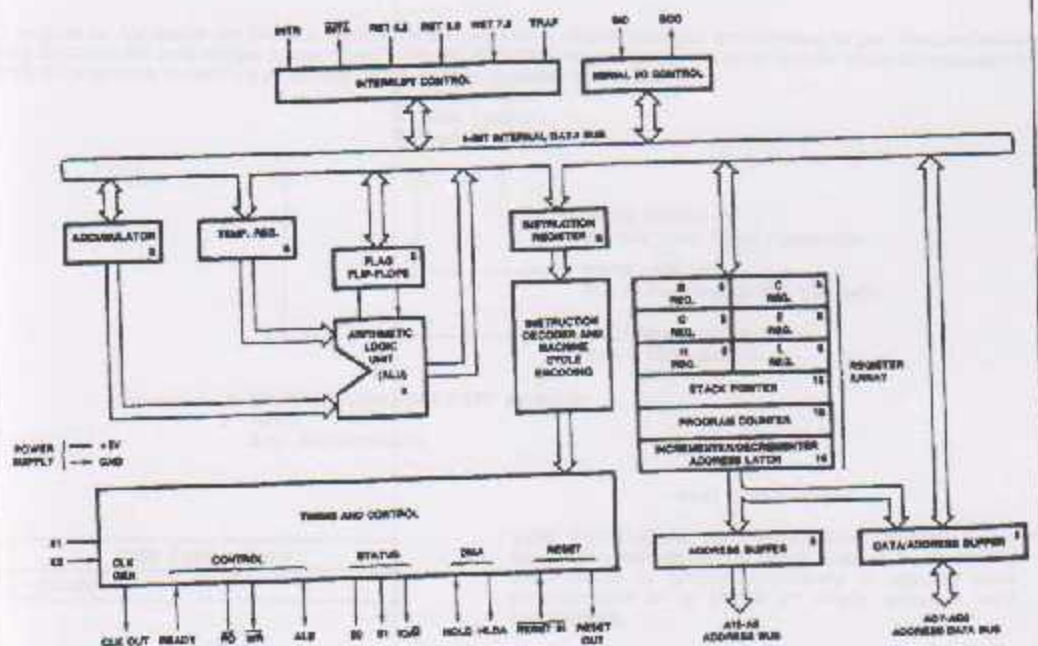 INTR INTA RST 6.5 RST 5.5 RST 7.5 TRAP SID SOD
INTERRUPT CONTROL
SERIAL I/O CONTROL
8-BIT INTERNAL DATA BUS
ACCUMULATOR
8
TEMP. REG.
8
FLAG 5
FLIP-FLOPS
INSTRUCTION
REGISTER 8
ARITHMETIC
LOGIC
UNIT
(ALU)
8
INSTRUCTION
DECODER AND
MACHINE
CYCLE
ENCODING
B 8
REG.
C 8
REG.
D 8
REG.
E 8
REG.
H 8
REG.
L 8
REG.
STACK POINTER 16
PROGRAM COUNTER 16
INCREMENTER/DECREMENTER
ADDRESS LATCH 16
REGISTER
ARRAY
POWER
SUPPLY
+5V
GND
TIMING AND CONTROL
X1
X2
CLK
GEN
CONTROL
STATUS
DMA
RESET
CLK OUT READY RD WR ALE S0 S1 IO/M HOLD HLDA RESET IN RESET
OUT
ADDRESS BUFFER 8
DATA/ADDRESS BUFFER 8
A15-A8
ADDRESS BUS
AD7-AD0
ADDRESS/DATA BUS